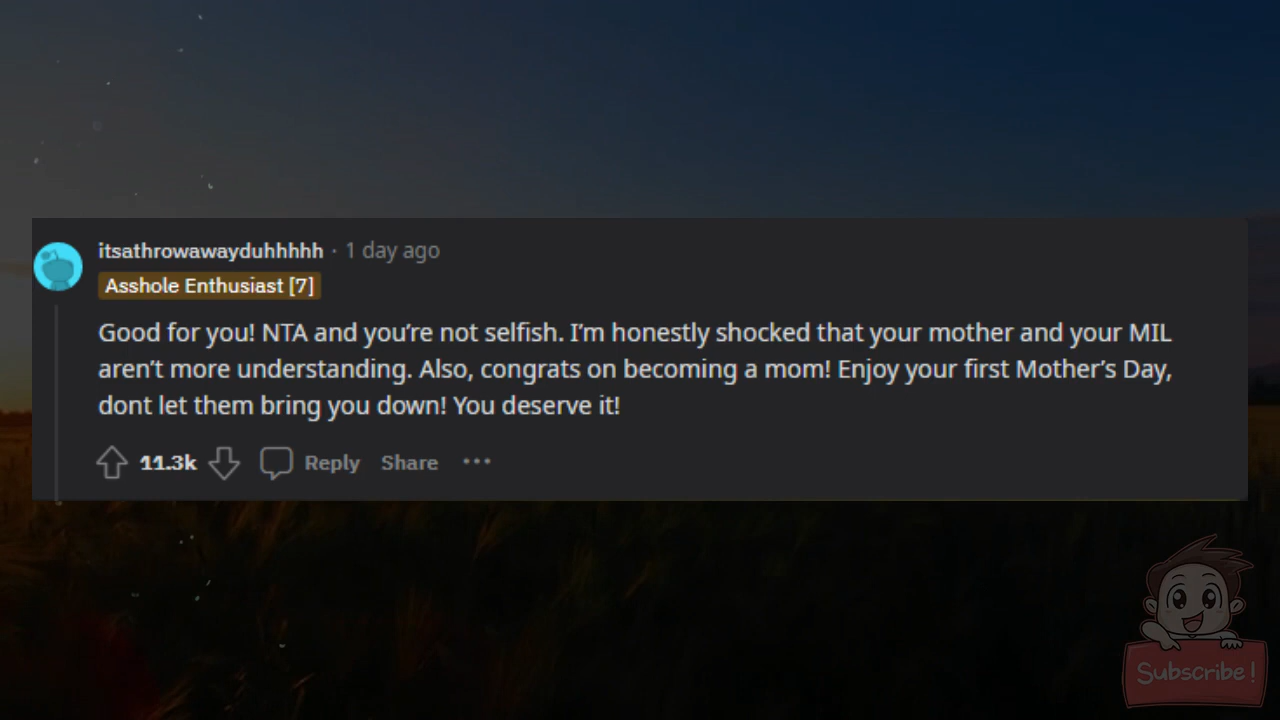 itsathrowawayduhhhhh · 1 day ago
Asshole Enthusiast [7]
Good for you! NTA and you’re not selfish. I’m honestly shocked that your mother and your MIL
aren’t more understanding. Also, congrats on becoming a mom! Enjoy your first Mother’s Day,
dont let them bring you down! You deserve it!
11.3k Reply Share ···
Subscribe!